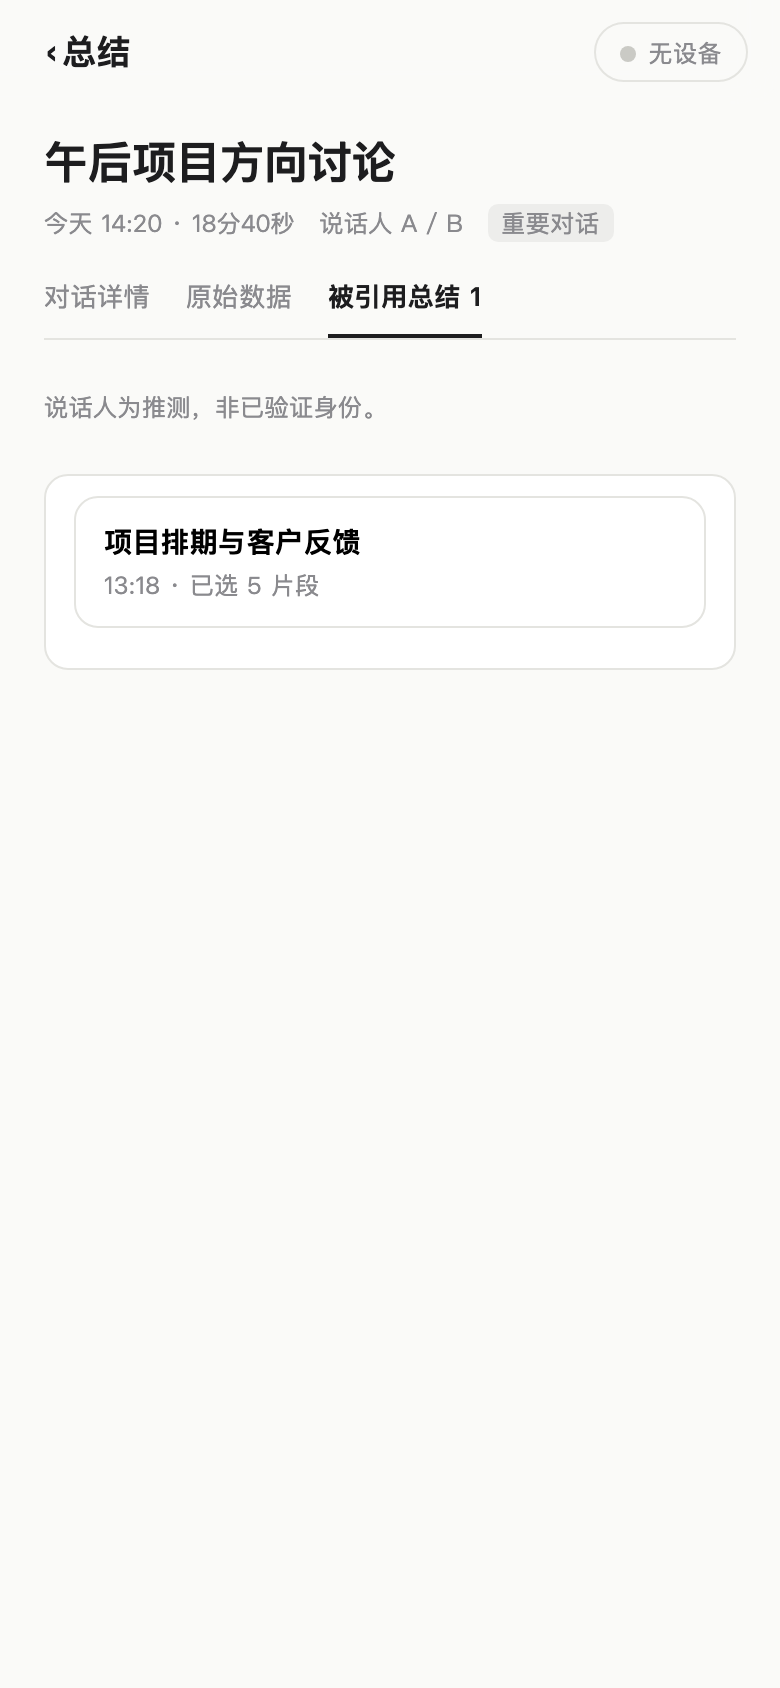 ‹总结
无设备
午后项目方向讨论
今天 14:20 · 18分40秒 说话人 A / B 重要对话
对话详情 原始数据 被引用总结 1
说话人为推测，非已验证身份。
项目排期与客户反馈
13:18 · 已选 5 片段